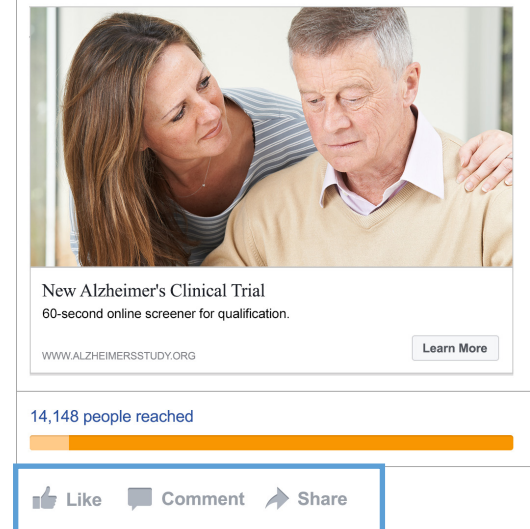 New Alzheimer's Clinical Trial
60-second online screener for qualification.
WWW.ALZHEIMERSSTUDY.ORG
Learn More
14,148 people reached
Like Comment Share